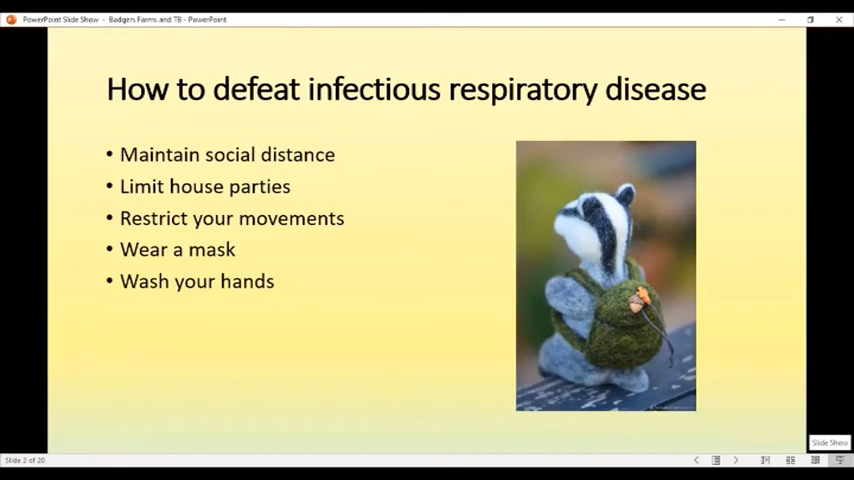 PowerPoint Slide Show - Badgers Farms and TB - PowerPoint
How to defeat infectious respiratory disease
• Maintain social distance
• Limit house parties
• Restrict your movements
• Wear a mask
• Wash your hands
Slide Show
Slide 2 of 20